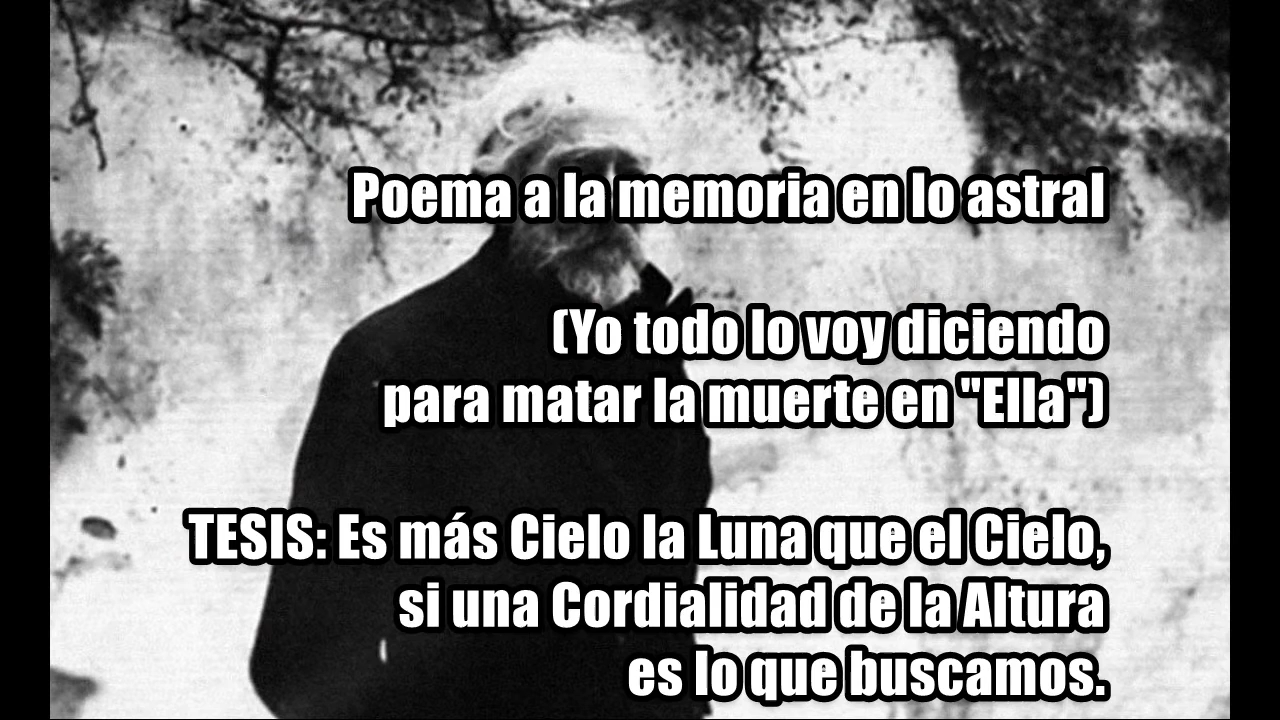 Poema a la memoria en lo astral
(Yo todo lo voy diciendo
para matar la muerte en "Ella")
TESIS: Es más Cielo la Luna que el Cielo,
si una Cordialidad de la Altura
es lo que buscamos.